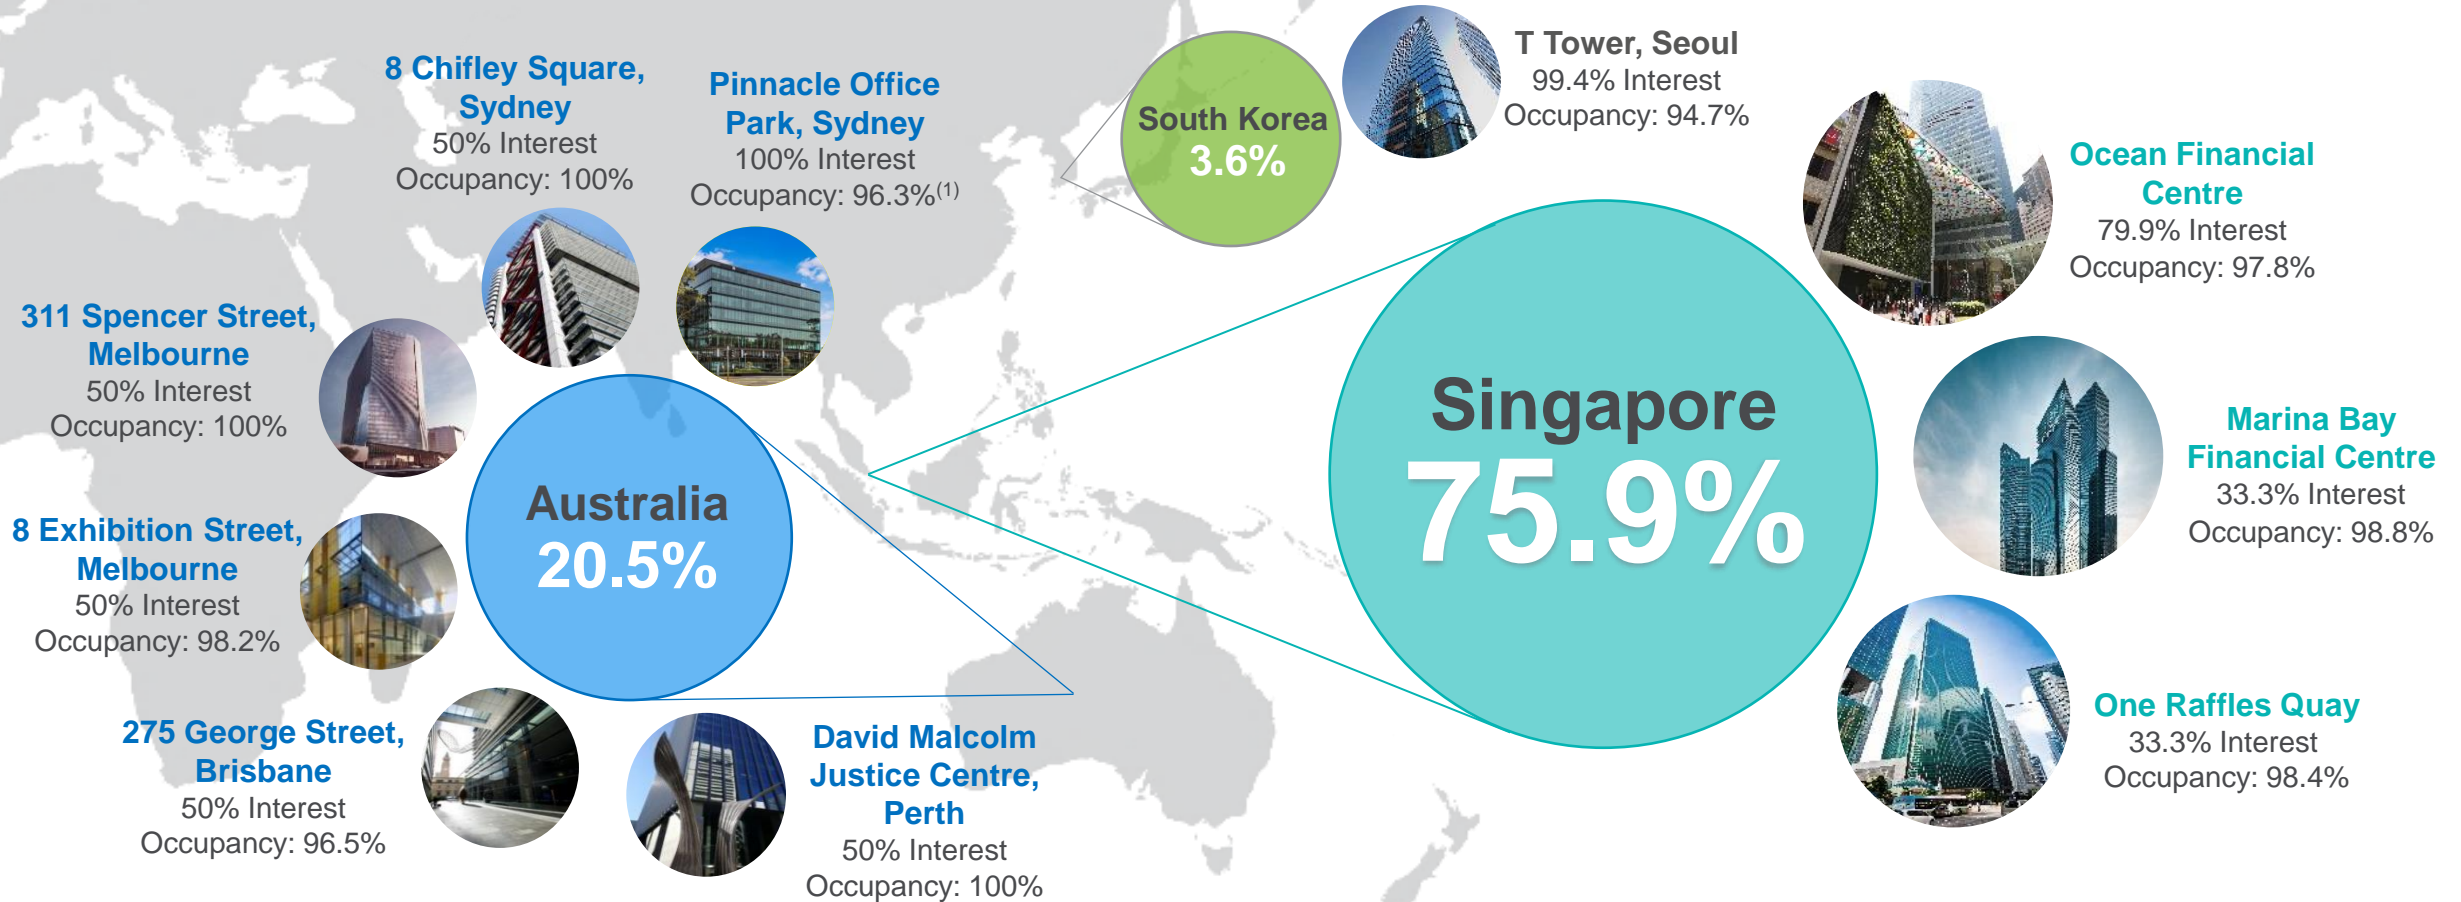 8 Chifley Square,
Sydney
50% Interest
Occupancy: 100%
Pinnacle Office
Park, Sydney
100% Interest
Occupancy: 96.3%(1)
311 Spencer Street,
Melbourne
50% Interest
Occupancy: 100%
8 Exhibition Street,
Melbourne
50% Interest
Occupancy: 98.2%
275 George Street,
Brisbane
50% Interest
Occupancy: 96.5%
David Malcolm
Justice Centre,
Perth
50% Interest
Occupancy: 100%
Australia
20.5%
South Korea
3.6%
T Tower, Seoul
99.4% Interest
Occupancy: 94.7%
Singapore
75.9%
Ocean Financial
Centre
79.9% Interest
Occupancy: 97.8%
Marina Bay
Financial Centre
33.3% Interest
Occupancy: 98.8%
One Raffles Quay
33.3% Interest
Occupancy: 98.4%